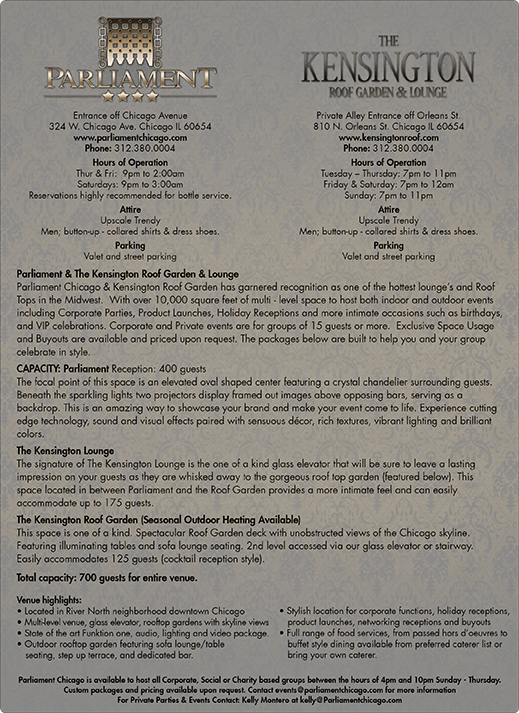 PARLIAMENT
Entrance off Chicago Avenue
324 W. Chicago Ave. Chicago IL 60654
www.parliamentchicago.com
Phone: 312.380.0004
Hours of Operation
Thur & Fri: 9pm to 2:00am
Saturdays: 9pm to 3:00am
Reservations highly recommended for bottle service.
Attire
Upscale Trendy
Men; button-up - collared shirts & dress shoes.
Parking
Valet and street parking
THE
KENSINGTON
ROOF GARDEN & LOUNGE
Private Alley Entrance off Orleans St.
810 N. Orleans St. Chicago IL 60654
www.kensingtonroof.com
Phone: 312.380.0004
Hours of Operation
Tuesday – Thursday: 7pm to 11pm
Friday & Saturday: 7pm to 12am
Sunday: 7pm to 11pm
Attire
Upscale Trendy
Men; button-up - collared shirts & dress shoes.
Parking
Valet and street parking
Parliament & The Kensington Roof Garden & Lounge
Parliament Chicago & Kensington Roof Garden has garnered recognition as one of the hottest lounge's and Roof
Tops in the Midwest. With over 10,000 square feet of multi - level space to host both indoor and outdoor events
including Corporate Parties, Product Launches, Holiday Receptions and more intimate occasions such as birthdays,
and VIP celebrations. Corporate and Private events are for groups of 15 guests or more. Exclusive Space Usage
and Buyouts are available and priced upon request. The packages below are built to help you and your group
celebrate in style.
CAPACITY: Parliament Reception: 400 guests
The focal point of this space is an elevated oval shaped center featuring a crystal chandelier surrounding guests.
Beneath the sparkling lights two projectors display framed out images above opposing bars, serving as a
backdrop. This is an amazing way to showcase your brand and make your event come to life. Experience cutting
edge technology, sound and visual effects paired with sensuous décor, rich textures, vibrant lighting and brilliant
colors.
The Kensington Lounge
The signature of The Kensington Lounge is the one of a kind glass elevator that will be sure to leave a lasting
impression on your guests as they are whisked away to the gorgeous roof top garden (featured below). This
space located in between Parliament and the Roof Garden provides a more intimate feel and can easily
accommodate up to 175 guests.
The Kensington Roof Garden (Seasonal Outdoor Heating Available)
This space is one of a kind. Spectacular Roof Garden deck with unobstructed views of the Chicago skyline.
Featuring illuminating tables and sofa lounge seating. 2nd level accessed via our glass elevator or stairway.
Easily accommodates 125 guests (cocktail reception style).
Total capacity: 700 guests for entire venue.
Venue highlights:
• Located in River North neighborhood downtown Chicago
• Multi-level venue, glass elevator, rooftop gardens with skyline views
• State of the art Funktion one, audio, lighting and video package.
• Outdoor rooftop garden featuring sofa lounge/table
seating, step up terrace, and dedicated bar.
• Stylish location for corporate functions, holiday receptions,
product launches, networking receptions and buyouts
• Full range of food services, from passed hors d'oeuvres to
buffet style dining available from preferred caterer list or
bring your own caterer.
Parliament Chicago is available to host all Corporate, Social or Charity based groups between the hours of 4pm and 10pm Sunday - Thursday.
Custom packages and pricing available upon request. Contact events@parliamentchicago.com for more information
For Private Parties & Events Contact: Kelly Montero at kelly@Parliamentchicago.com